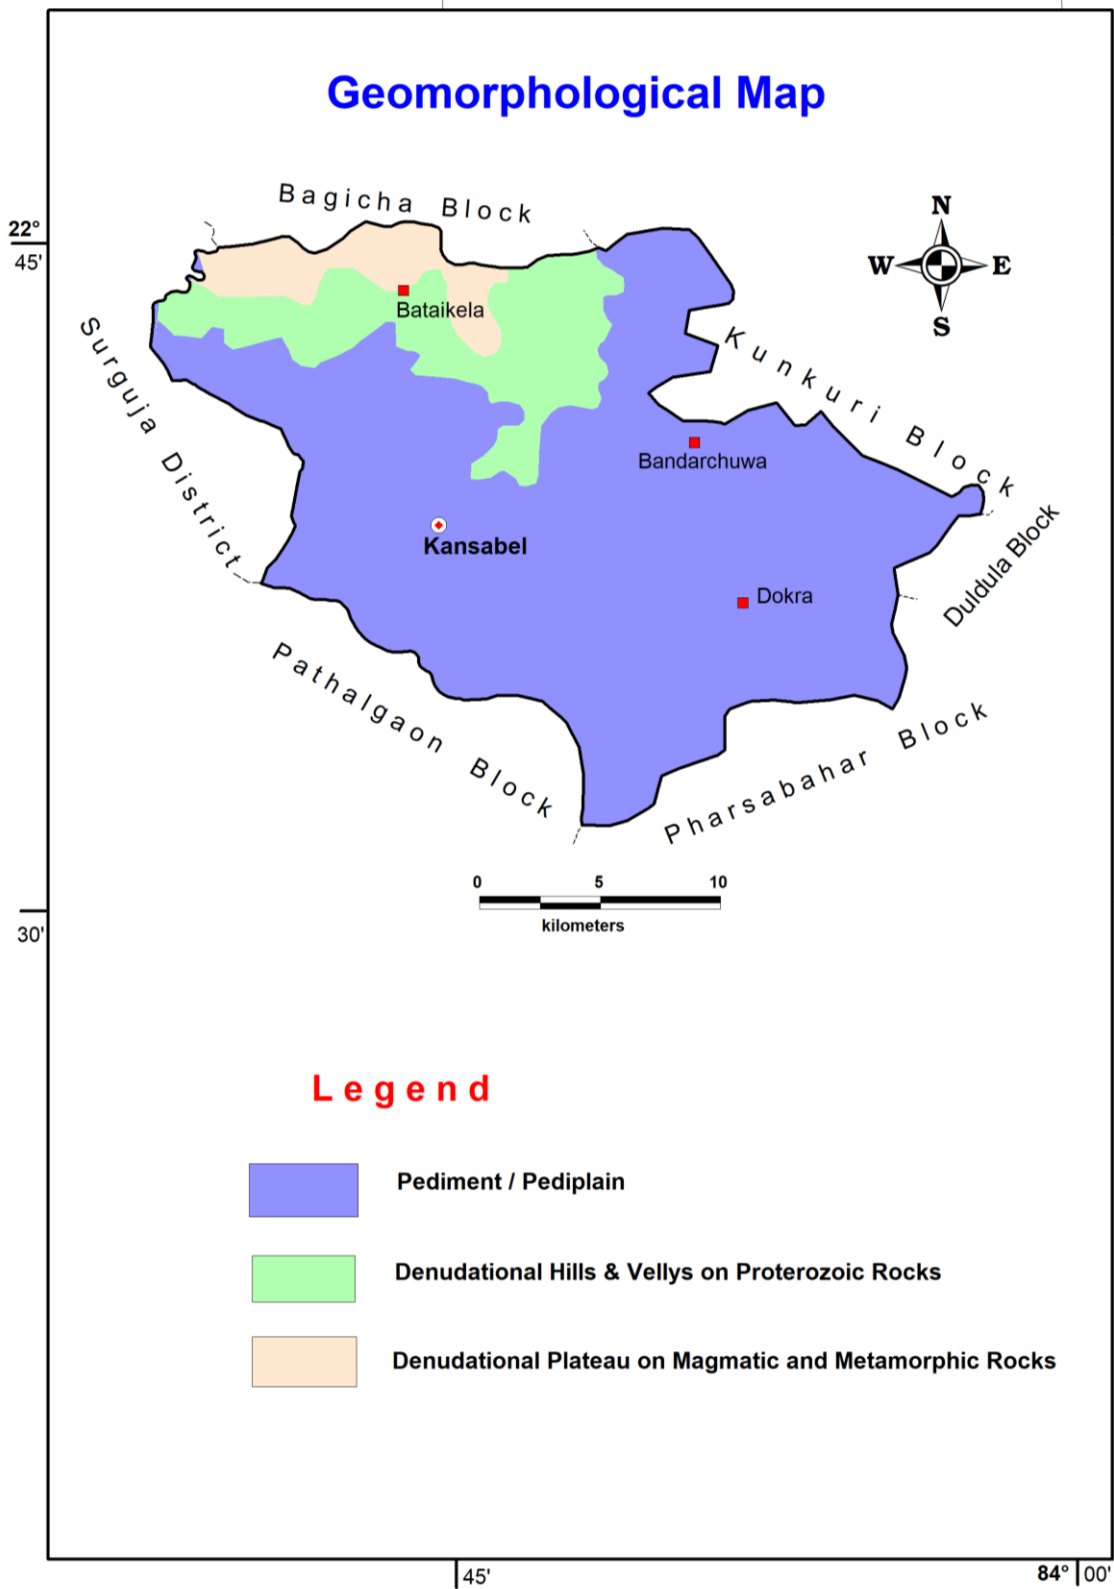 Geomorphological Map
Bagicha Block
N
W E
S
22°
45'
Bataikela
Surguja District
Kunkuri Block
Bandarchuwa
Kansabel
Duldula Block
Dokra
Pathalgaon Block
Pharsabahar Block
0 5 10
kilometers
30'
Legend
Pediment / Pediplain
Denudational Hills & Vellys on Proterozoic Rocks
Denudational Plateau on Magmatic and Metamorphic Rocks
45'
84° 00'